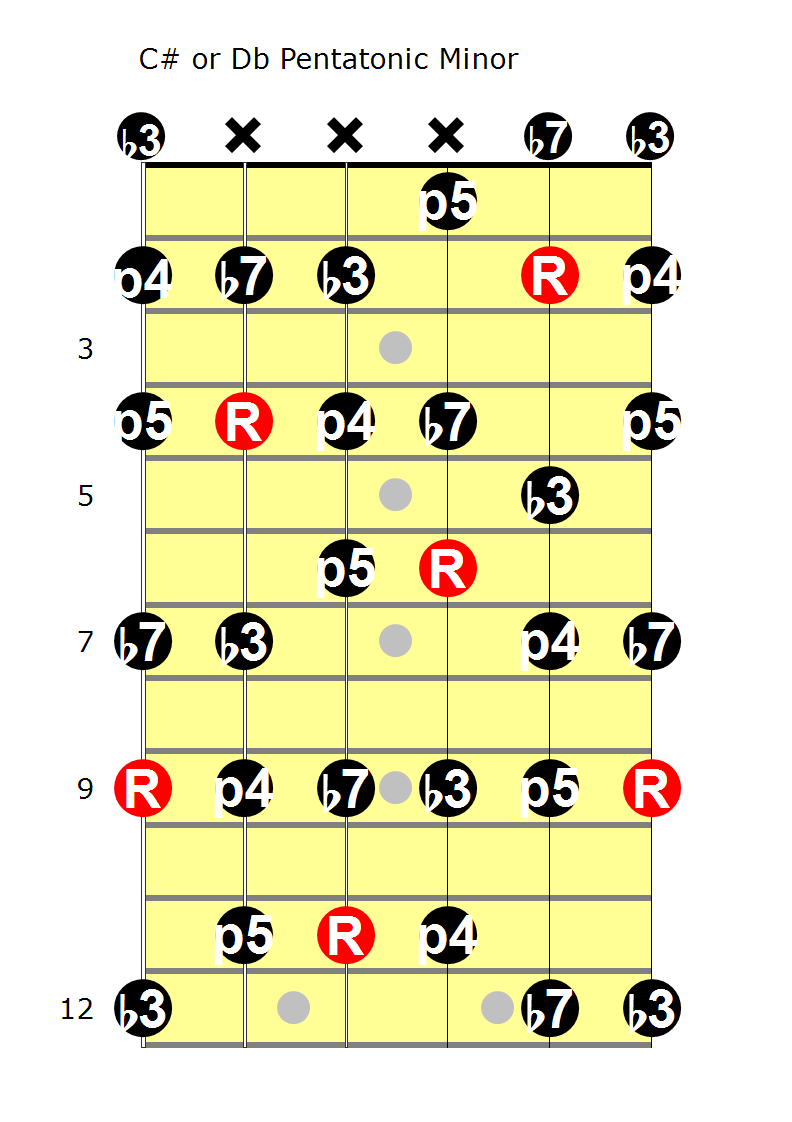 C# or Db Pentatonic Minor
♭3 × × × ♭7 ♭3
p5
p4 ♭7 ♭3 R p4
3
p5 R p4 ♭7 p5
5 ♭3
p5 R
7 ♭7 ♭3 p4 ♭7
9 R p4 ♭7 ♭3 p5 R
p5 R p4
12 ♭3 ♭7 ♭3